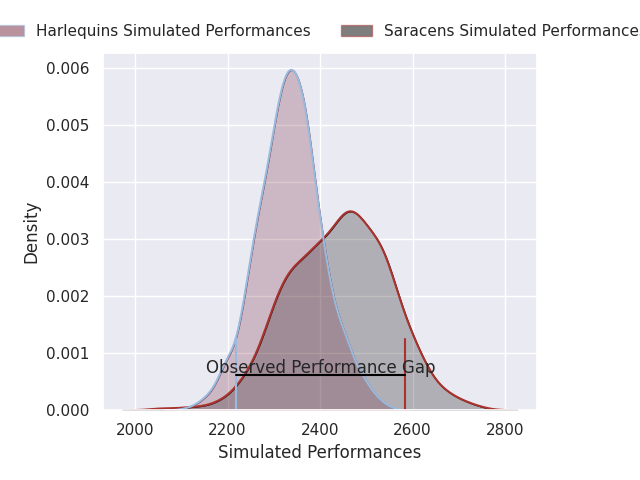 Harlequins Simulated Performances
Saracens Simulated Performance
0.006
0.005
0.004
0.003
0.002
0.001
0.000
Density
Observed Performance Gap
2000 2200 2400 2600 2800
Simulated Performances